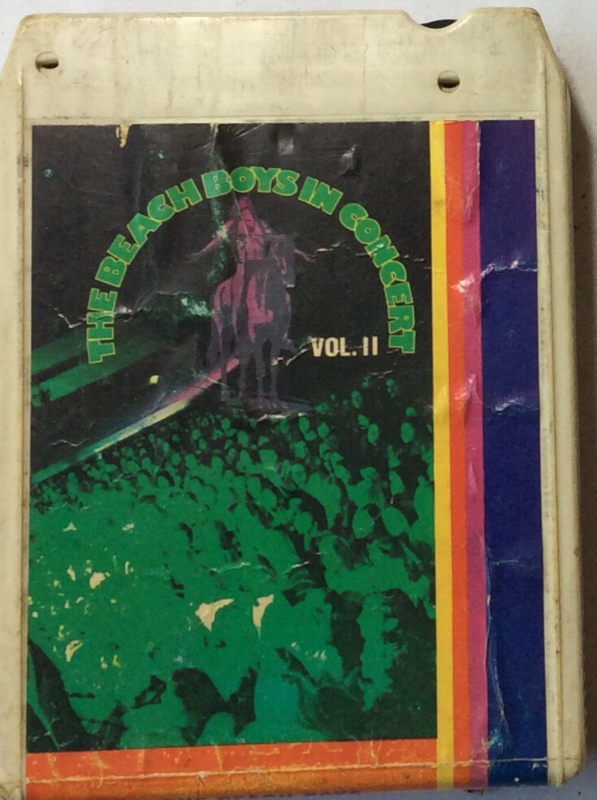 THE BEACH BOYS IN CONCERT
VOL. II